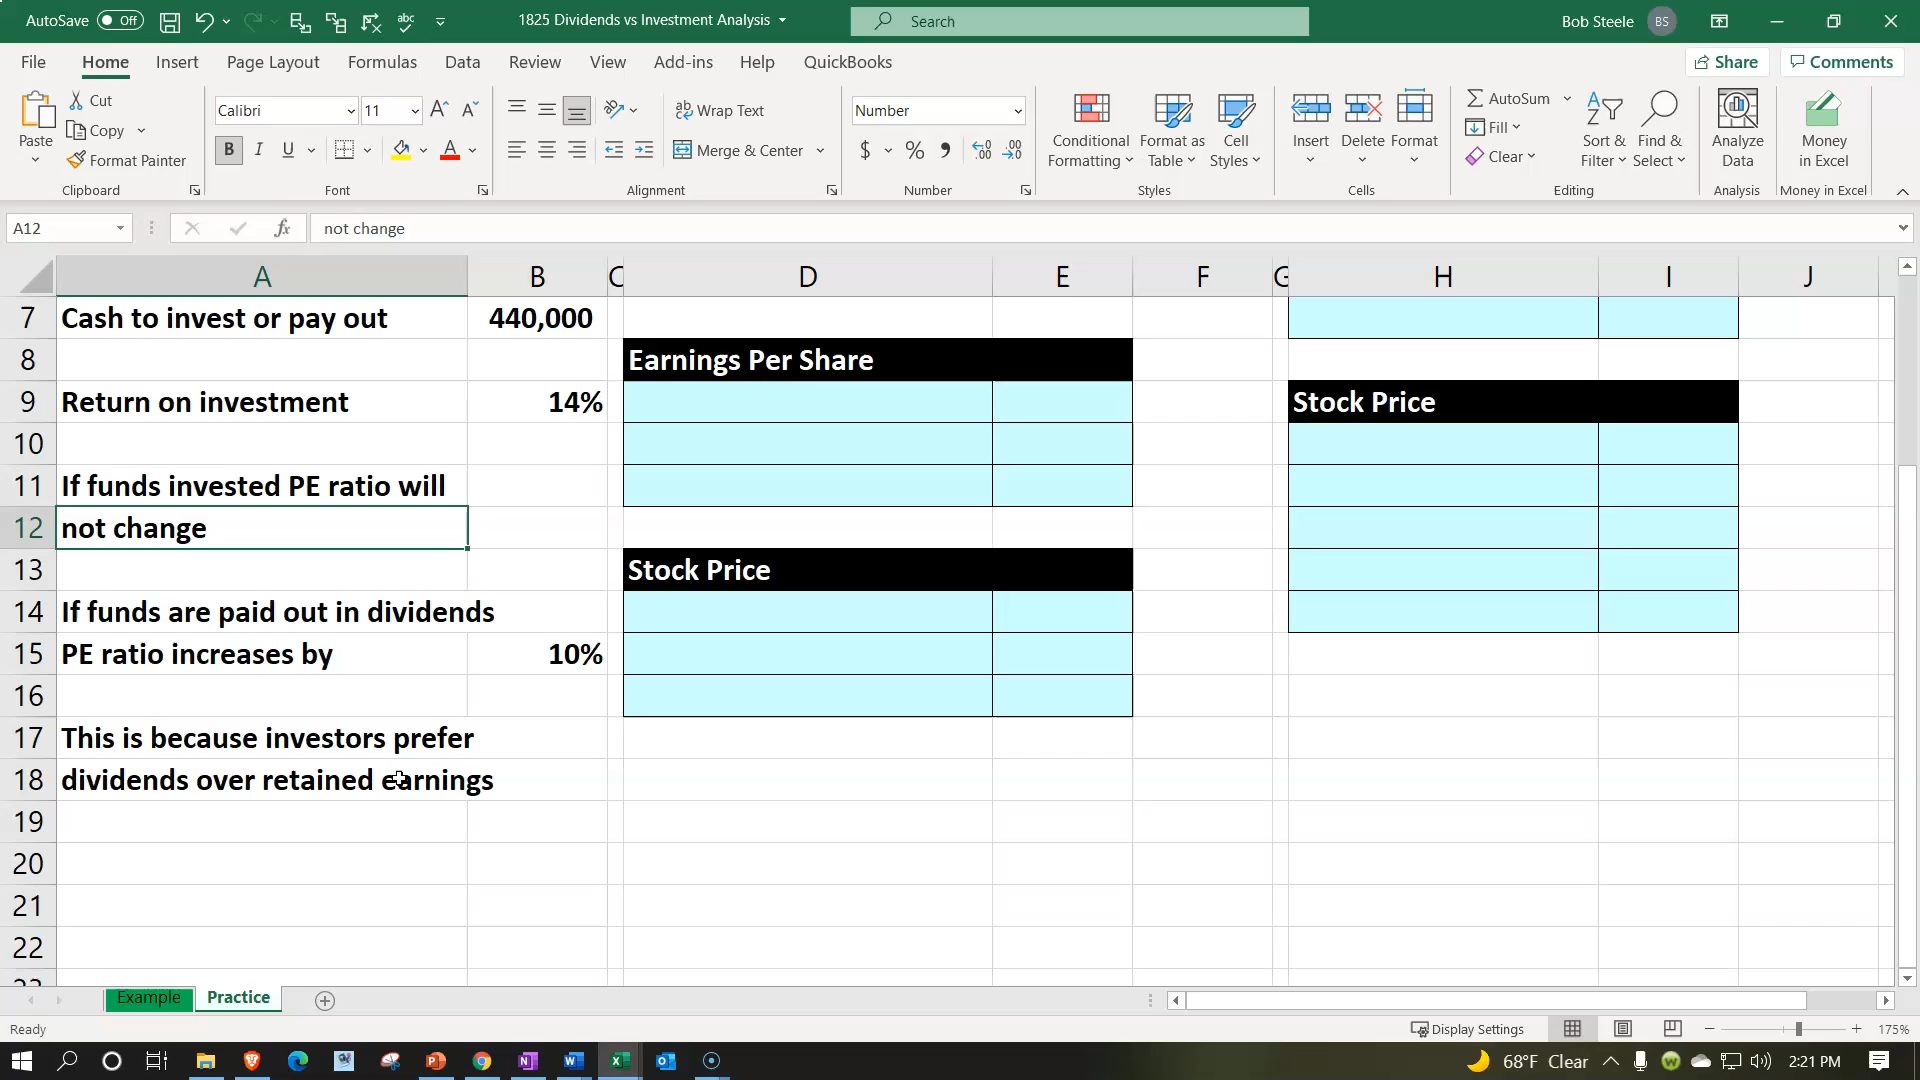 AutoSave Off
abc
1825 Dividends vs Investment Analysis
Search
Bob Steele BS
File Home Insert Page Layout Formulas Data Review View Add-ins Help QuickBooks
Share Comments
Paste
Cut
Copy
Format Painter
Clipboard
Calibri 11
A A
B I U
A
Font
ab Wrap Text
Merge & Center
Alignment
Number
$ % 9
Number
Conditional Formatting
Format as Table
Cell Styles
Styles
Insert Delete Format
Cells
AutoSum
Fill
Clear
Sort & Filter
Find & Select
Editing
Analyze Data
Analysis
Money in Excel
Money in Excel
A12 fx not change
A B C D E F G H I J
7 Cash to invest or pay out 440,000
8 Earnings Per Share
9 Return on investment 14% Stock Price
10
11 If funds invested PE ratio will
12 not change
13 Stock Price
14 If funds are paid out in dividends
15 PE ratio increases by 10%
16
17 This is because investors prefer
18 dividends over retained earnings
19
20
21
22
Example Practice
Ready Display Settings 175%
68°F Clear 2:21 PM